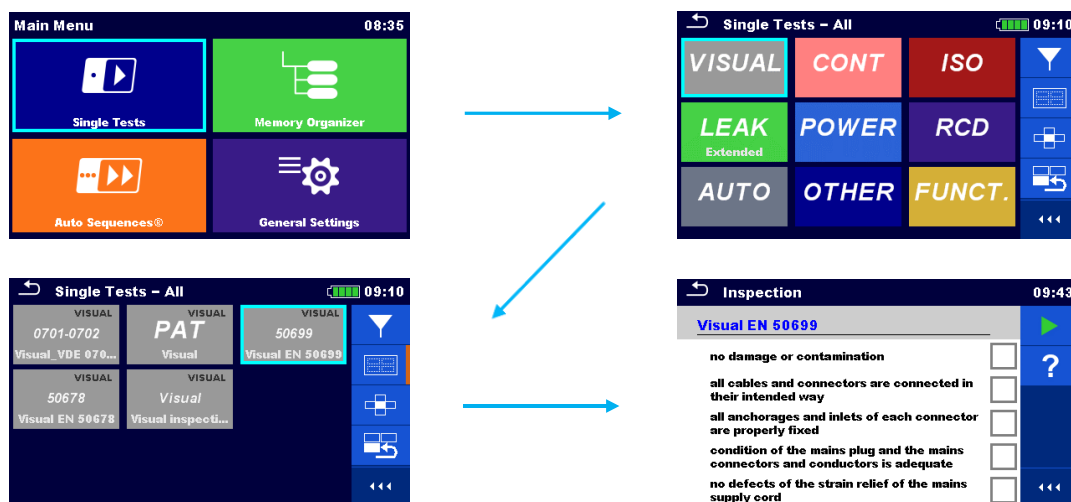 Main Menu 08:35
Single Tests
Memory Organizer
Auto Sequences®
General Settings
Single Tests – All 09:10
VISUAL CONT ISO
LEAK POWER RCD
Extended
AUTO OTHER FUNCT.
Single Tests – All 09:10
VISUAL
0701-0702
Visual_VDE 070...
VISUAL
PAT
Visual
VISUAL
50699
Visual EN 50699
VISUAL
50678
Visual EN 50678
VISUAL
Visual
Visual inspecti...
Inspection 09:43
Visual EN 50699
no damage or contamination
all cables and connectors are connected in
their intended way
all anchorages and inlets of each connector
are properly fixed
condition of the mains plug and the mains
connectors and conductors is adequate
no defects of the strain relief of the mains
supply cord
?